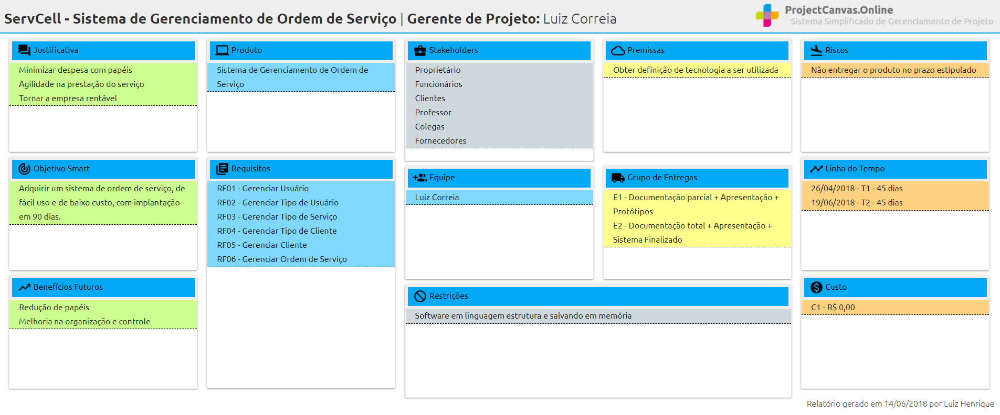 ServCell - Sistema de Gerenciamento de Ordem de Serviço | Gerente de Projeto: Luiz Correia
ProjectCanvas.Online
Sistema Simplificado de Gerenciamento de Projeto
Justificativa
Minimizar despesa com papéis
Agilidade na prestação do serviço
Tornar a empresa rentável
Produto
Sistema de Gerenciamento de Ordem de
Serviço
Stakeholders
Proprietário
Funcionários
Clientes
Professor
Colegas
Fornecedores
Premissas
Obter definição de tecnologia a ser utilizada
Riscos
Não entregar o produto no prazo estipulado
Objetivo Smart
Adquirir um sistema de ordem de serviço, de
fácil uso e de baixo custo, com implantação
em 90 dias.
Requisitos
RF01 - Gerenciar Usuário
RF02 - Gerenciar Tipo de Usuário
RF03 - Gerenciar Tipo de Serviço
RF04 - Gerenciar Tipo de Cliente
RF05 - Gerenciar Cliente
RF06 - Gerenciar Ordem de Serviço
Equipe
Luiz Correia
Grupo de Entregas
E1 - Documentação parcial + Apresentação +
Protótipos
E2 - Documentação total + Apresentação +
Sistema Finalizado
Linha do Tempo
26/04/2018 - T1 - 45 dias
19/06/2018 - T2 - 45 dias
Benefícios Futuros
Redução de papéis
Melhoria na organização e controle
Restrições
Software em linguagem estrutura e salvando em memória
Custo
C1 - R$ 0,00
Relatório gerado em 14/06/2018 por Luiz Henrique